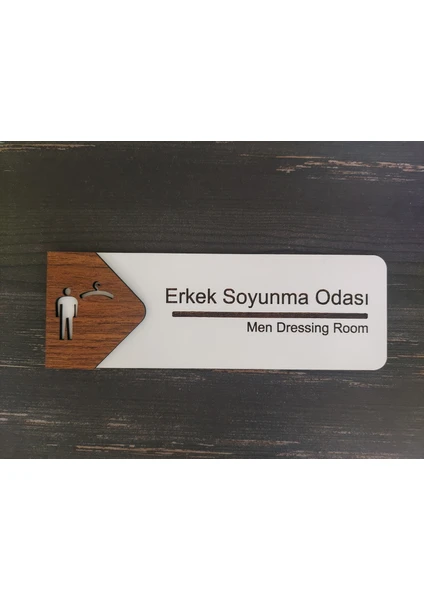 Erkek Soyunma Odası
Men Dressing Room